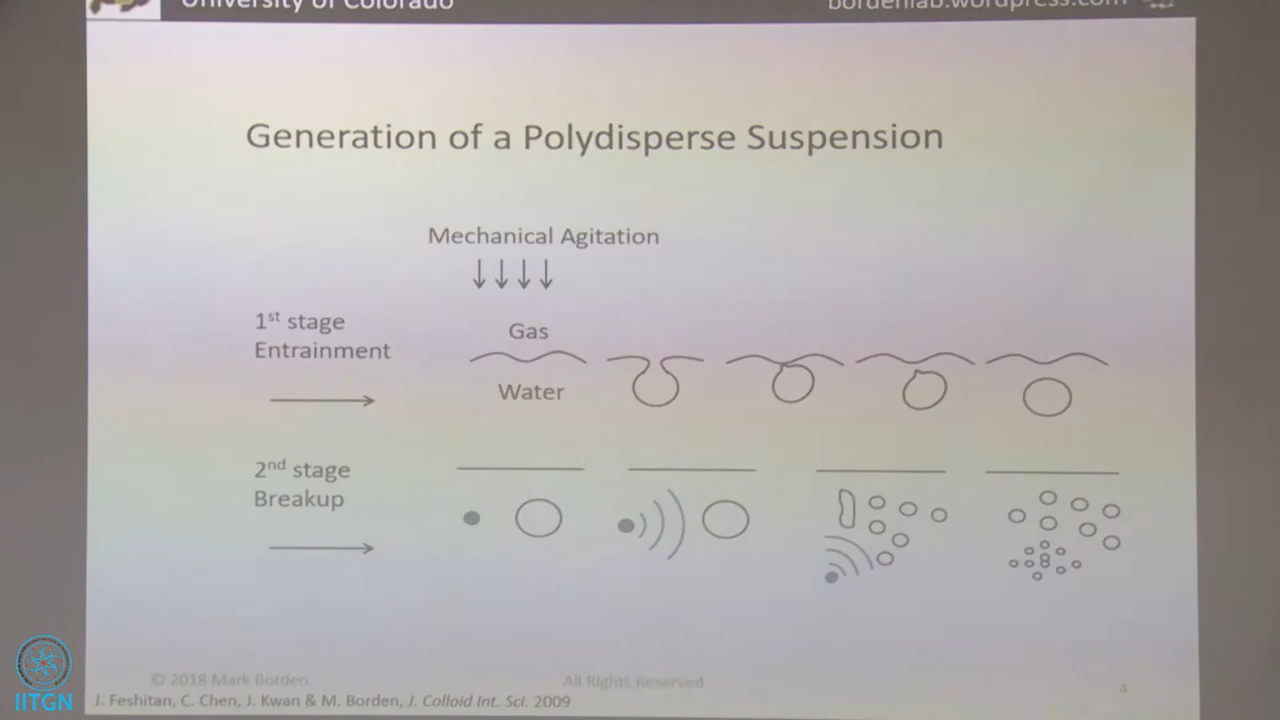 University of Colorado
bordenlab.wordpress.com
Generation of a Polydisperse Suspension
Mechanical Agitation
1st stage
Entrainment
Gas
Water
2nd stage
Breakup
© 2018 Mark Borden
All Rights Reserved
4
J. Feshitan, C. Chen, J. Kwan & M. Borden, J. Colloid Int. Sci. 2009
IITGN